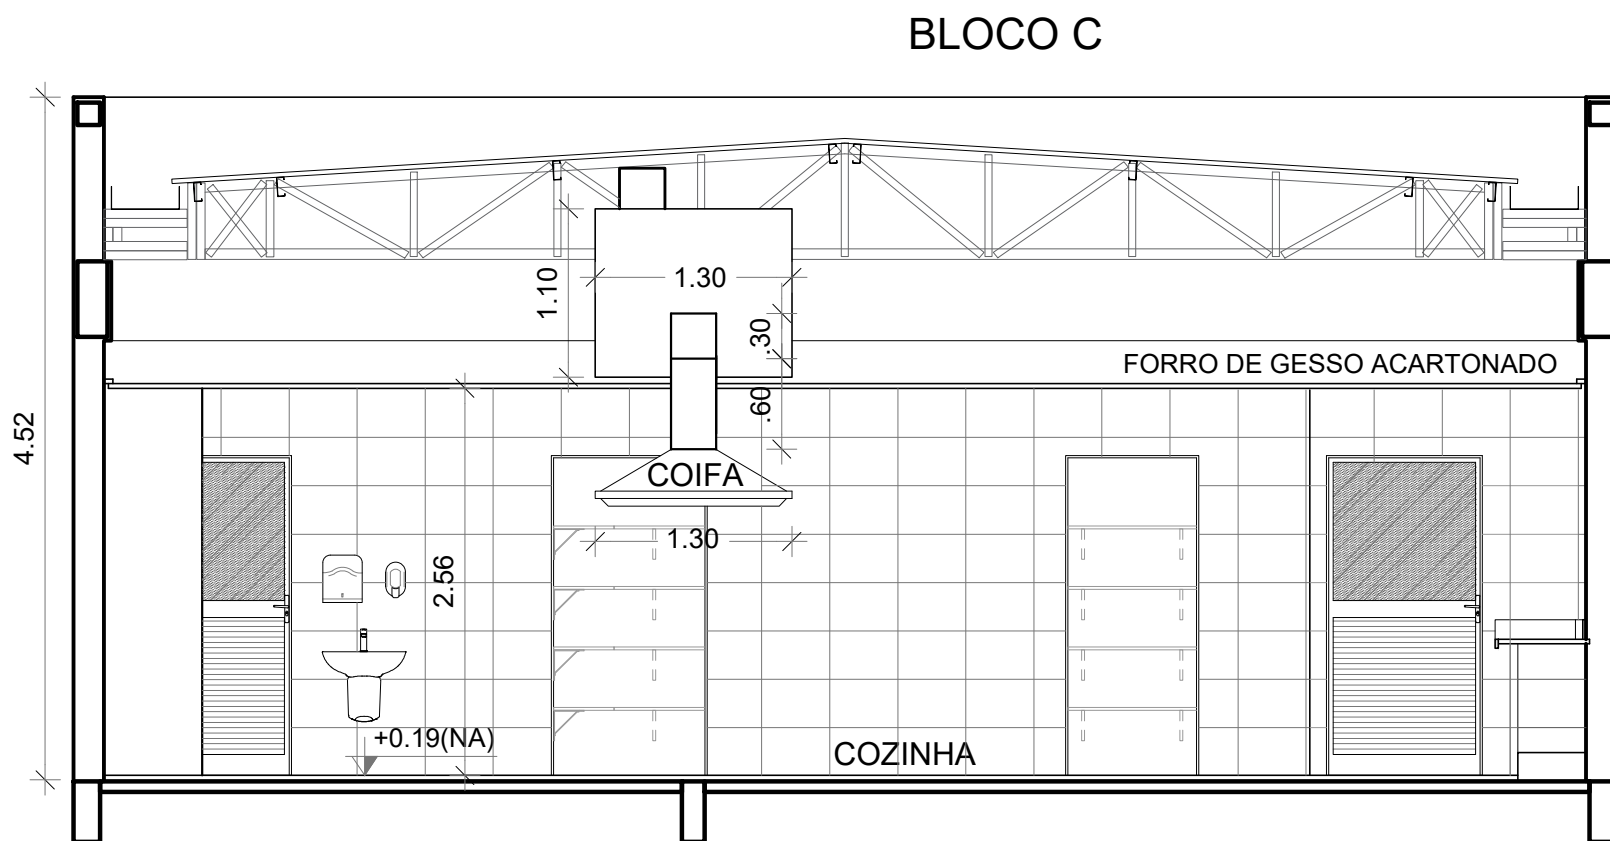 BLOCO C
1.30
1.10
.30
FORRO DE GESSO ACARTONADO
.60
4.52
COIFA
1.30
2.56
+0.19(NA)
COZINHA